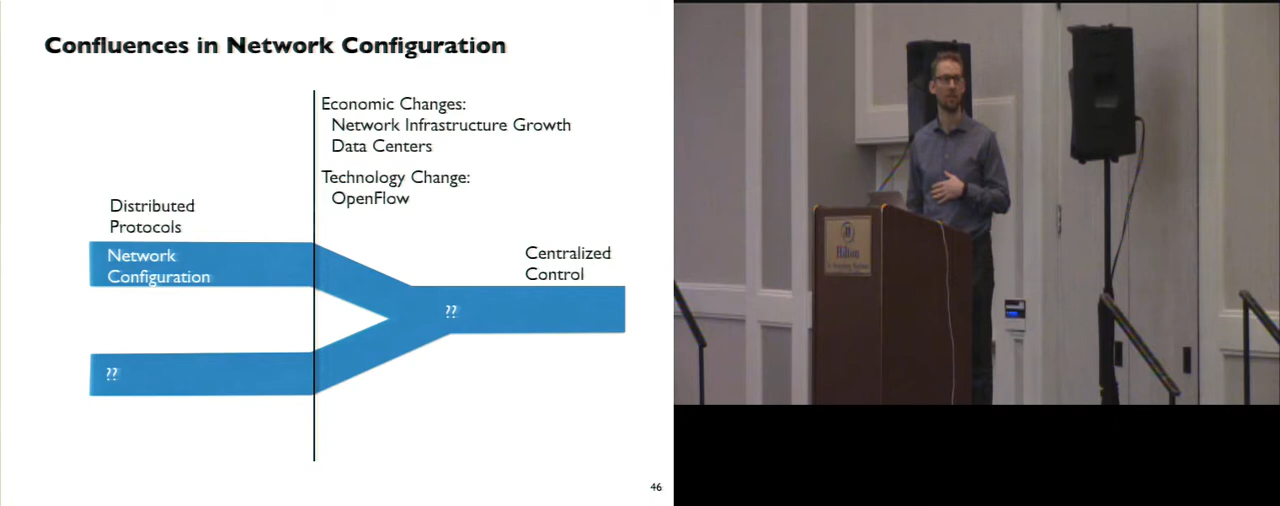 Confluences in Network Configuration
Economic Changes:
Network Infrastructure Growth
Data Centers
Technology Change:
OpenFlow
Distributed
Protocols
Network
Configuration
Centralized
Control
??
??
46
Hilton